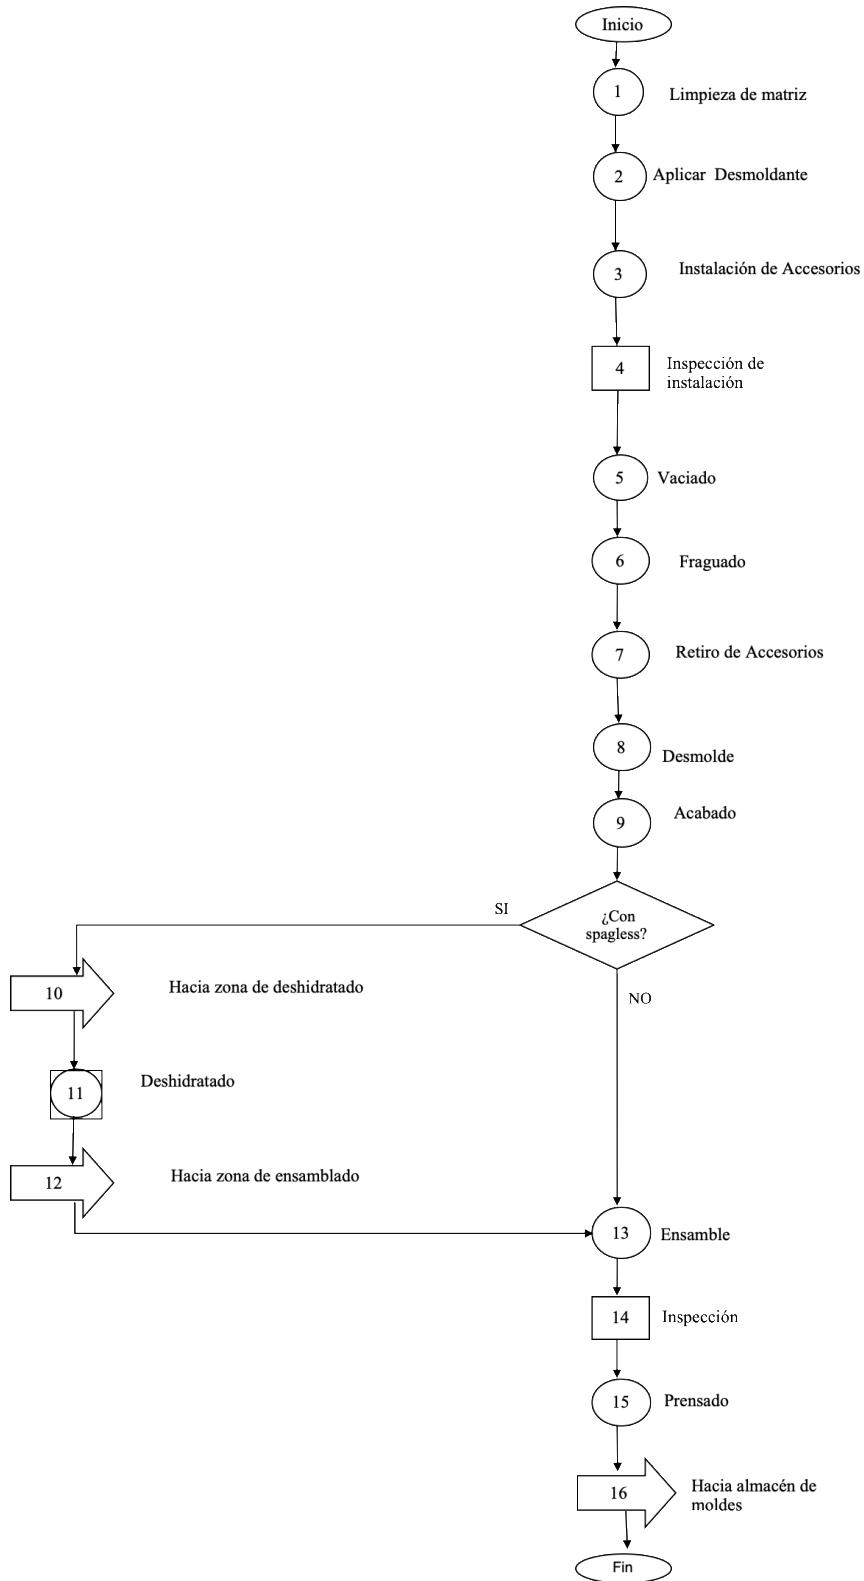 Inicio
1
Limpieza de matriz
2
Aplicar Desmoldante
3
Instalación de Accesorios
4
Inspección de
instalación
5
Vaciado
6
Fraguado
7
Retiro de Accesorios
8
Desmolde
9
Acabado
¿Con
spagless?
SI
NO
10
Hacia zona de deshidratado
11
Deshidratado
12
Hacia zona de ensamblado
13
Ensamble
14
Inspección
15
Prensado
16
Hacia almacén de
moldes
Fin